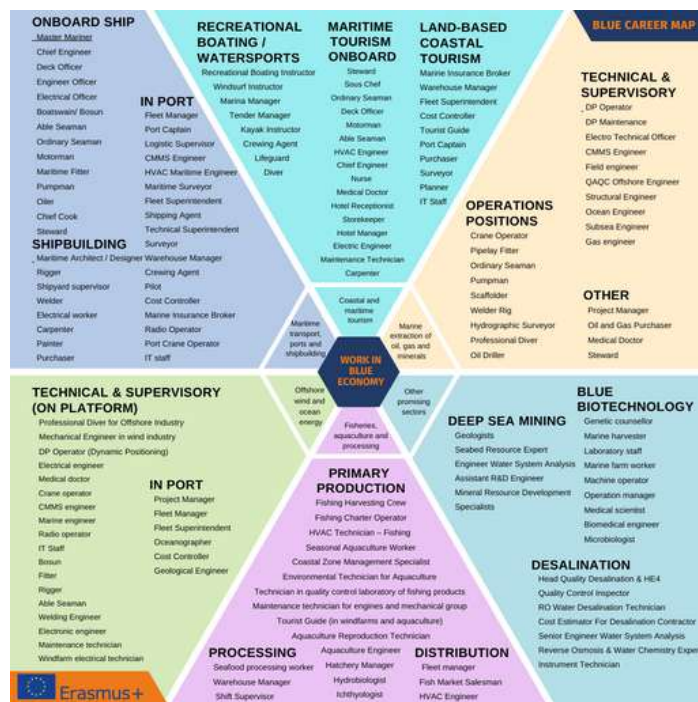 BLUE CAREER MAP
ONBOARD SHIP
Master Mariner
Chief Engineer
Deck Officer
Engineer Officer
Electrical Officer
Boatswain/ Bosun
Able Seaman
Ordinary Seaman
Motorman
Maritime Fitter
Pumpman
Oiler
Chief Cook
Steward
SHIPBUILDING
Maritime Architect / Designer
Rigger
Shipyard supervisor
Welder
Electrical worker
Carpenter
Painter
Purchaser
IN PORT
Fleet Manager
Port Captain
Logistic Supervisor
CMMS Engineer
HVAC Maritime Engineer
Maritime Surveyor
Fleet Superintendent
Shipping Agent
Technical Superintendent
Surveyor
Warehouse Manager
Crewing Agent
Pilot
Cost Controller
Marine Insurance Broker
Radio Operator
Port Crane Operator
IT staff
RECREATIONAL
BOATING /
WATERSPORTS
Recreational Boating Instructor
Windsurf Instructor
Marina Manager
Tender Manager
Kayak Instructor
Crewing Agent
Lifeguard
Diver
MARITIME
TOURISM
ONBOARD
Steward
Sous Chef
Ordinary Seaman
Deck Officer
Motorman
Able Seaman
HVAC Engineer
Chief Engineer
Nurse
Medical Doctor
Hotel Receptionist
Storekeeper
Hotel Manager
Electric Engineer
Maintenance Technician
Carpenter
LAND-BASED
COASTAL
TOURISM
Marine Insurance Broker
Warehouse Manager
Fleet Superintendent
Cost Controller
Tourist Guide
Port Captain
Purchaser
Surveyor
Planner
IT Staff
TECHNICAL &
SUPERVISORY
DP Operator
DP Maintenance
Electro Technical Officer
CMMS Engineer
Field engineer
QAQC Offshore Engineer
Structural Engineer
Ocean Engineer
Subsea Engineer
Gas engineer
OPERATIONS
POSITIONS
Crane Operator
Pipelay Fitter
Ordinary Seaman
Pumpman
Scaffolder
Welder Rig
Hydrographic Surveyor
Professional Diver
Oil Driller
OTHER
Project Manager
Oil and Gas Purchaser
Medical Doctor
Steward
Maritime
transport,
ports and
shipbuilding
Coastal and
maritime
tourism
Marine
extraction of
oil, gas and
minerals
WORK IN
BLUE
ECONOMY
Offshore
wind and
ocean
energy
Fisheries,
aquaculture and
processing
Other
promising
sectors
TECHNICAL & SUPERVISORY
(ON PLATFORM)
Professional Diver for Offshore Industry
Mechanical Engineer in wind industry
DP Operator (Dynamic Positioning)
Electrical engineer
Medical doctor
Crane operator
CMMS engineer
Marine engineer
Radio operator
IT Staff
Bosun
Fitter
Rigger
Able Seaman
Welding Engineer
Electronic engineer
Maintenance technician
Windfarm electrical technician
IN PORT
Project Manager
Fleet Manager
Fleet Superintendent
Oceanographer
Cost Controller
Geological Engineer
PRIMARY
PRODUCTION
Fishing Harvesting Crew
Fishing Charter Operator
HVAC Technician – Fishing
Seasonal Aquaculture Worker
Coastal Zone Management Specialist
Environmental Technician for Aquaculture
Technician in quality control laboratory of fishing products
Maintenance technician for engines and mechanical group
Tourist Guide (in windfarms and aquaculture)
Aquaculture Reproduction Technician
Aquaculture Engineer
Hatchery Manager
Hydrobiologist
Ichthyologist
PROCESSING
Seafood processing worker
Warehouse Manager
Shift Supervisor
DISTRIBUTION
Fleet manager
Fish Market Salesman
HVAC Engineer
DEEP SEA MINING
Geologists
Seabed Resource Expert
Engineer Water System Analysis
Assistant R&D Engineer
Mineral Resource Development
Specialists
BLUE
BIOTECHNOLOGY
Genetic counsellor
Marine harvester
Laboratory staff
Marine farm worker
Machine operator
Operation manager
Medical scientist
Biomedical engineer
Microbiologist
DESALINATION
Head Quality Desalination & HE4
Quality Control Inspector
RO Water Desalination Technician
Cost Estimator For Desalination Contractor
Senior Engineer Water System Analysis
Reverse Osmosis & Water Chemistry Expe
Instrument Technician
Erasmus+